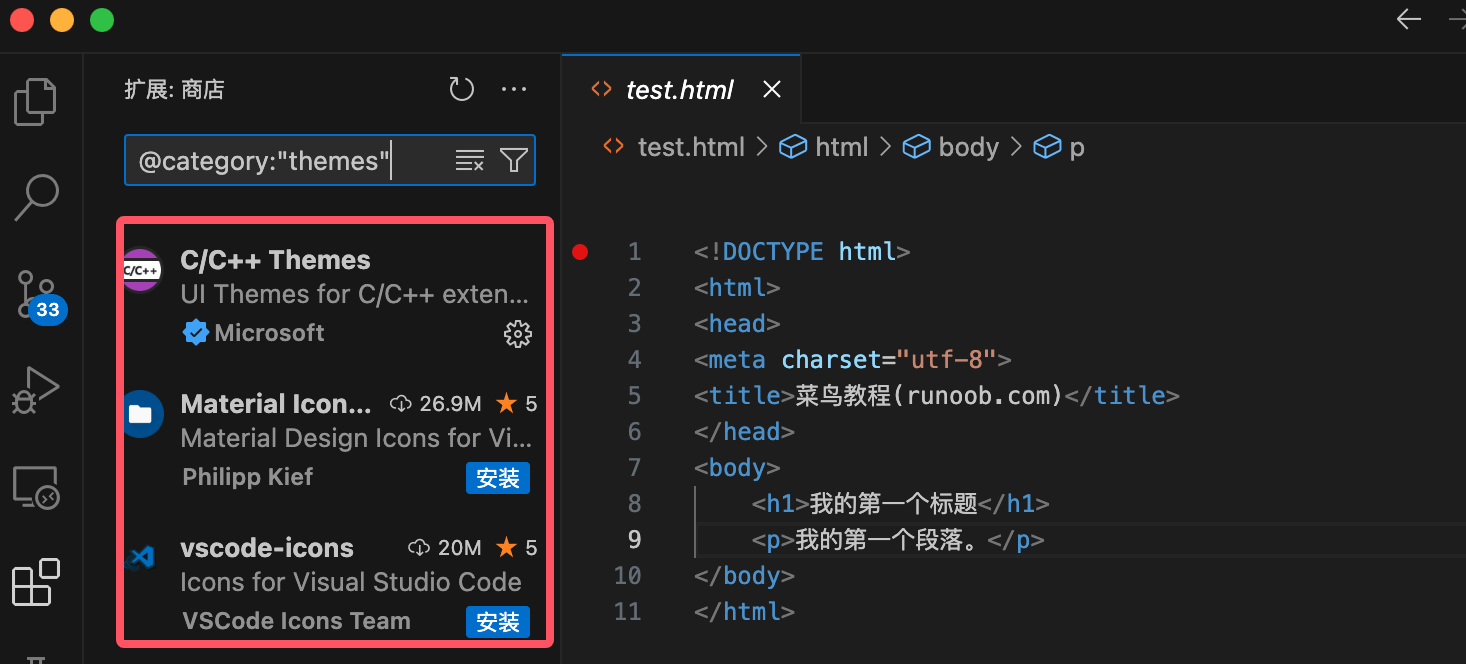 扩展: 商店
@category:"themes"
C/C++
C/C++ Themes
UI Themes for C/C++ exten...
Microsoft
Material Icon... 26.9M 5
Material Design Icons for Vi...
Philipp Kief 安装
vscode-icons 20M 5
Icons for Visual Studio Code
VSCode Icons Team 安装
33
test.html
test.html > html > body > p
1 <!DOCTYPE html>
2 <html>
3 <head>
4 <meta charset="utf-8">
5 <title>菜鸟教程(runoob.com)</title>
6 </head>
7 <body>
8 <h1>我的第一个标题</h1>
9 <p>我的第一个段落。</p>
10 </body>
11 </html>